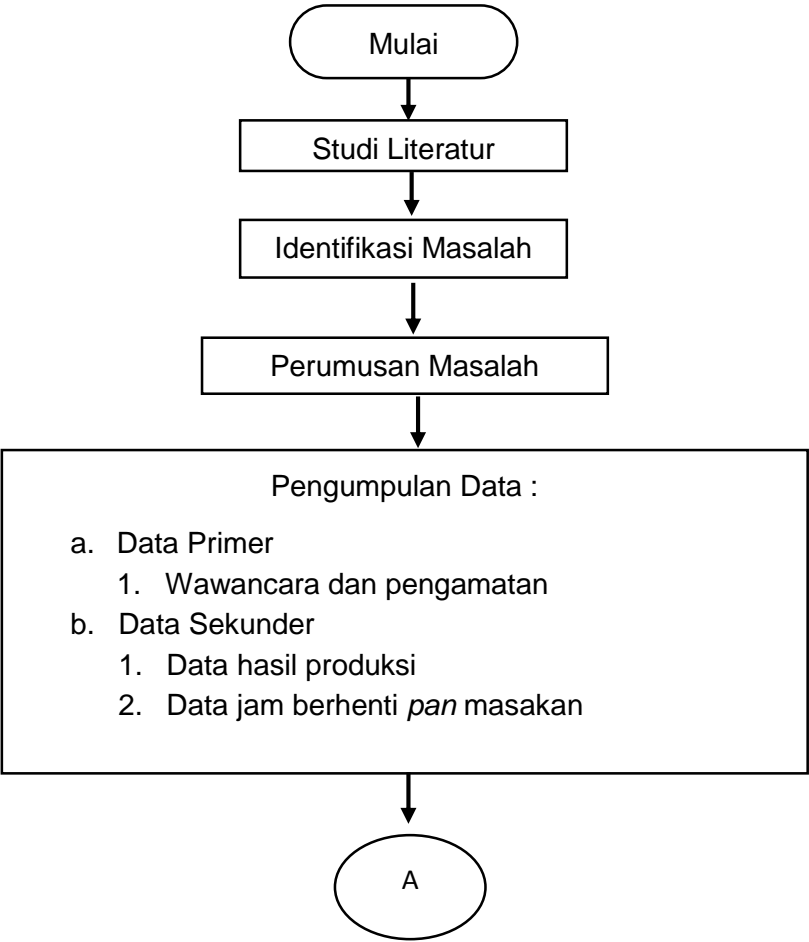 Mulai
Studi Literatur
Identifikasi Masalah
Perumusan Masalah
Pengumpulan Data :
a. Data Primer
1. Wawancara dan pengamatan
b. Data Sekunder
1. Data hasil produksi
2. Data jam berhenti pan masakan
A